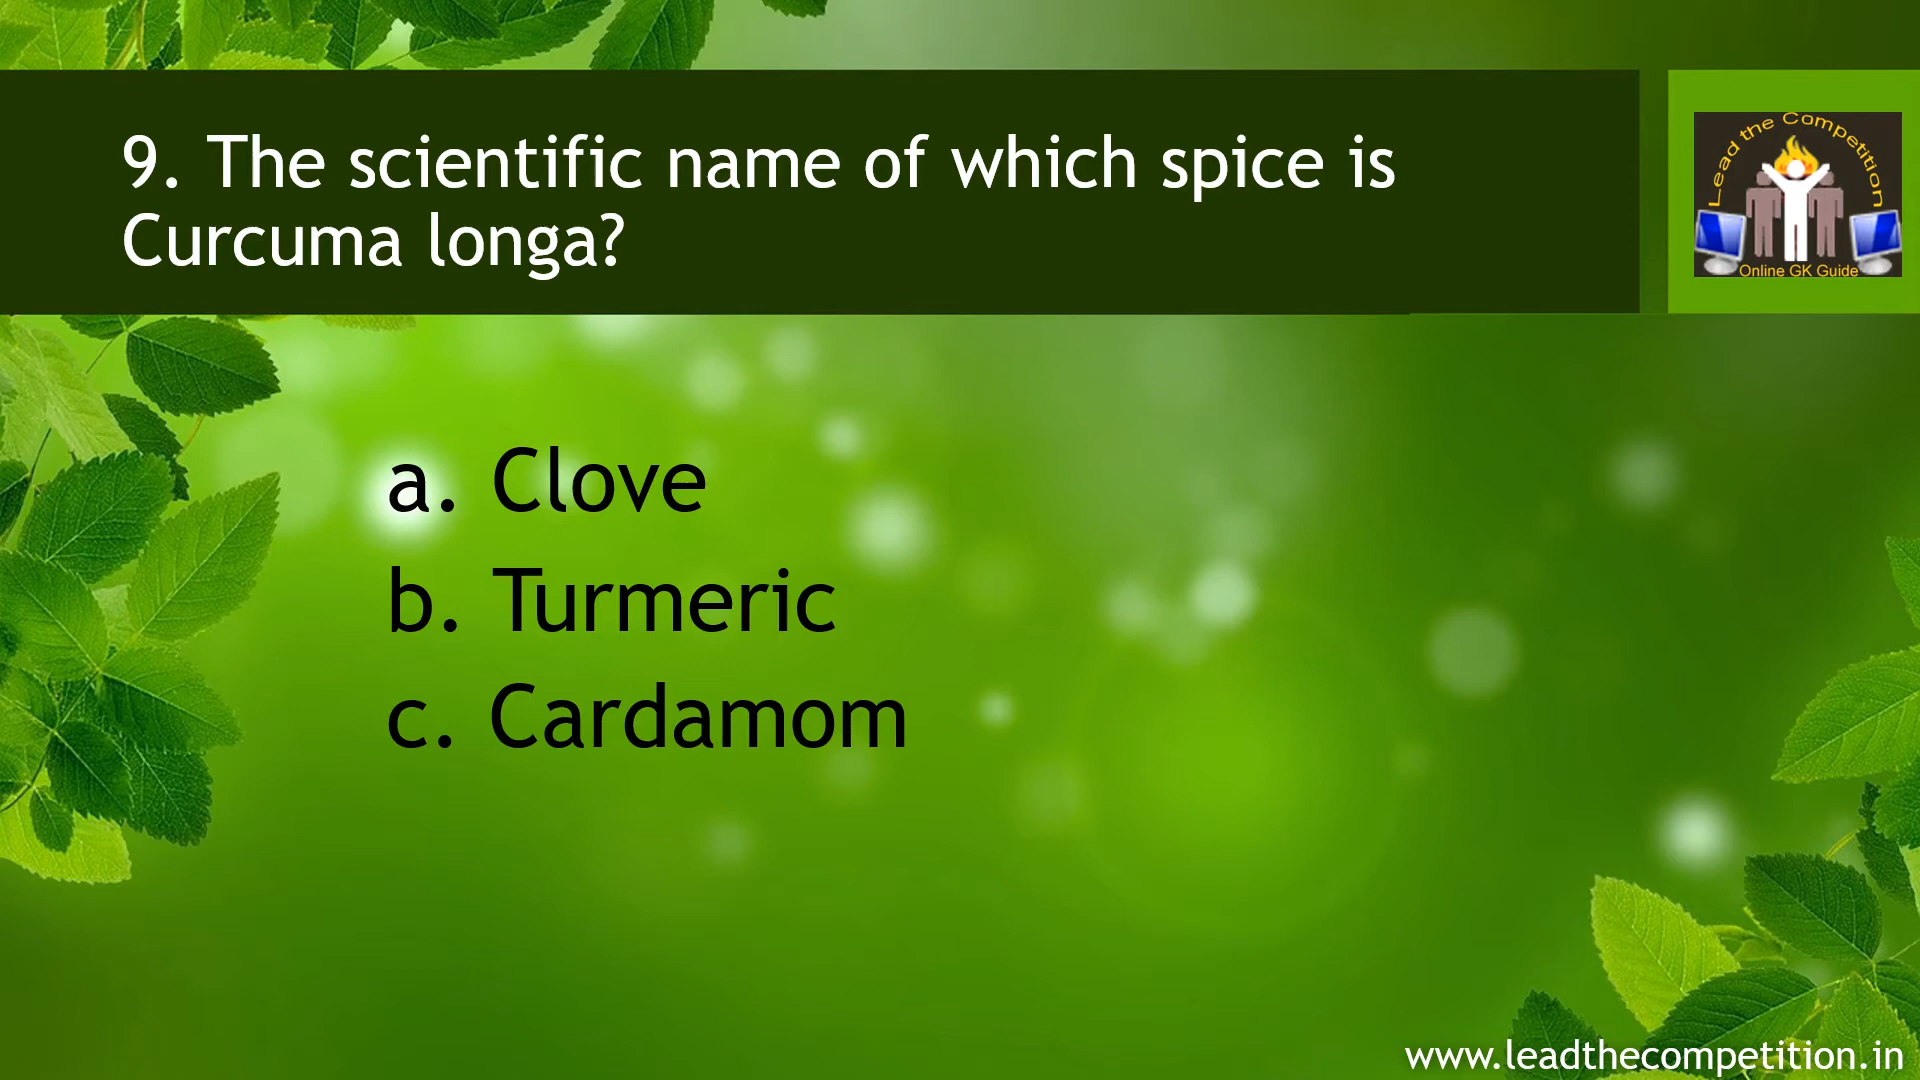 9. The scientific name of which spice is
Curcuma longa?
Lead the Competition
Online GK Guide
a. Clove
b. Turmeric
c. Cardamom
www.leadthecompetition.in